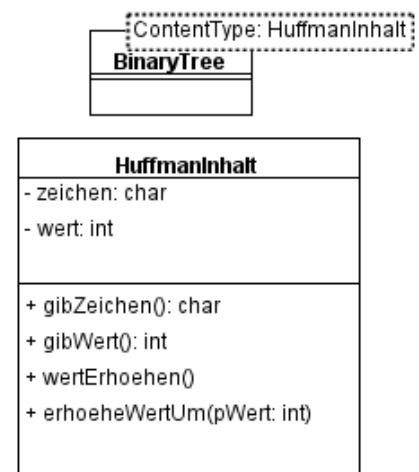 ContentType: HuffmanInhalt
BinaryTree
HuffmanInhalt
- zeichen: char
- wert: int
+ gibZeichen(): char
+ gibWert(): int
+ wertErhoehen()
+ erhoeheWertUm(pWert: int)